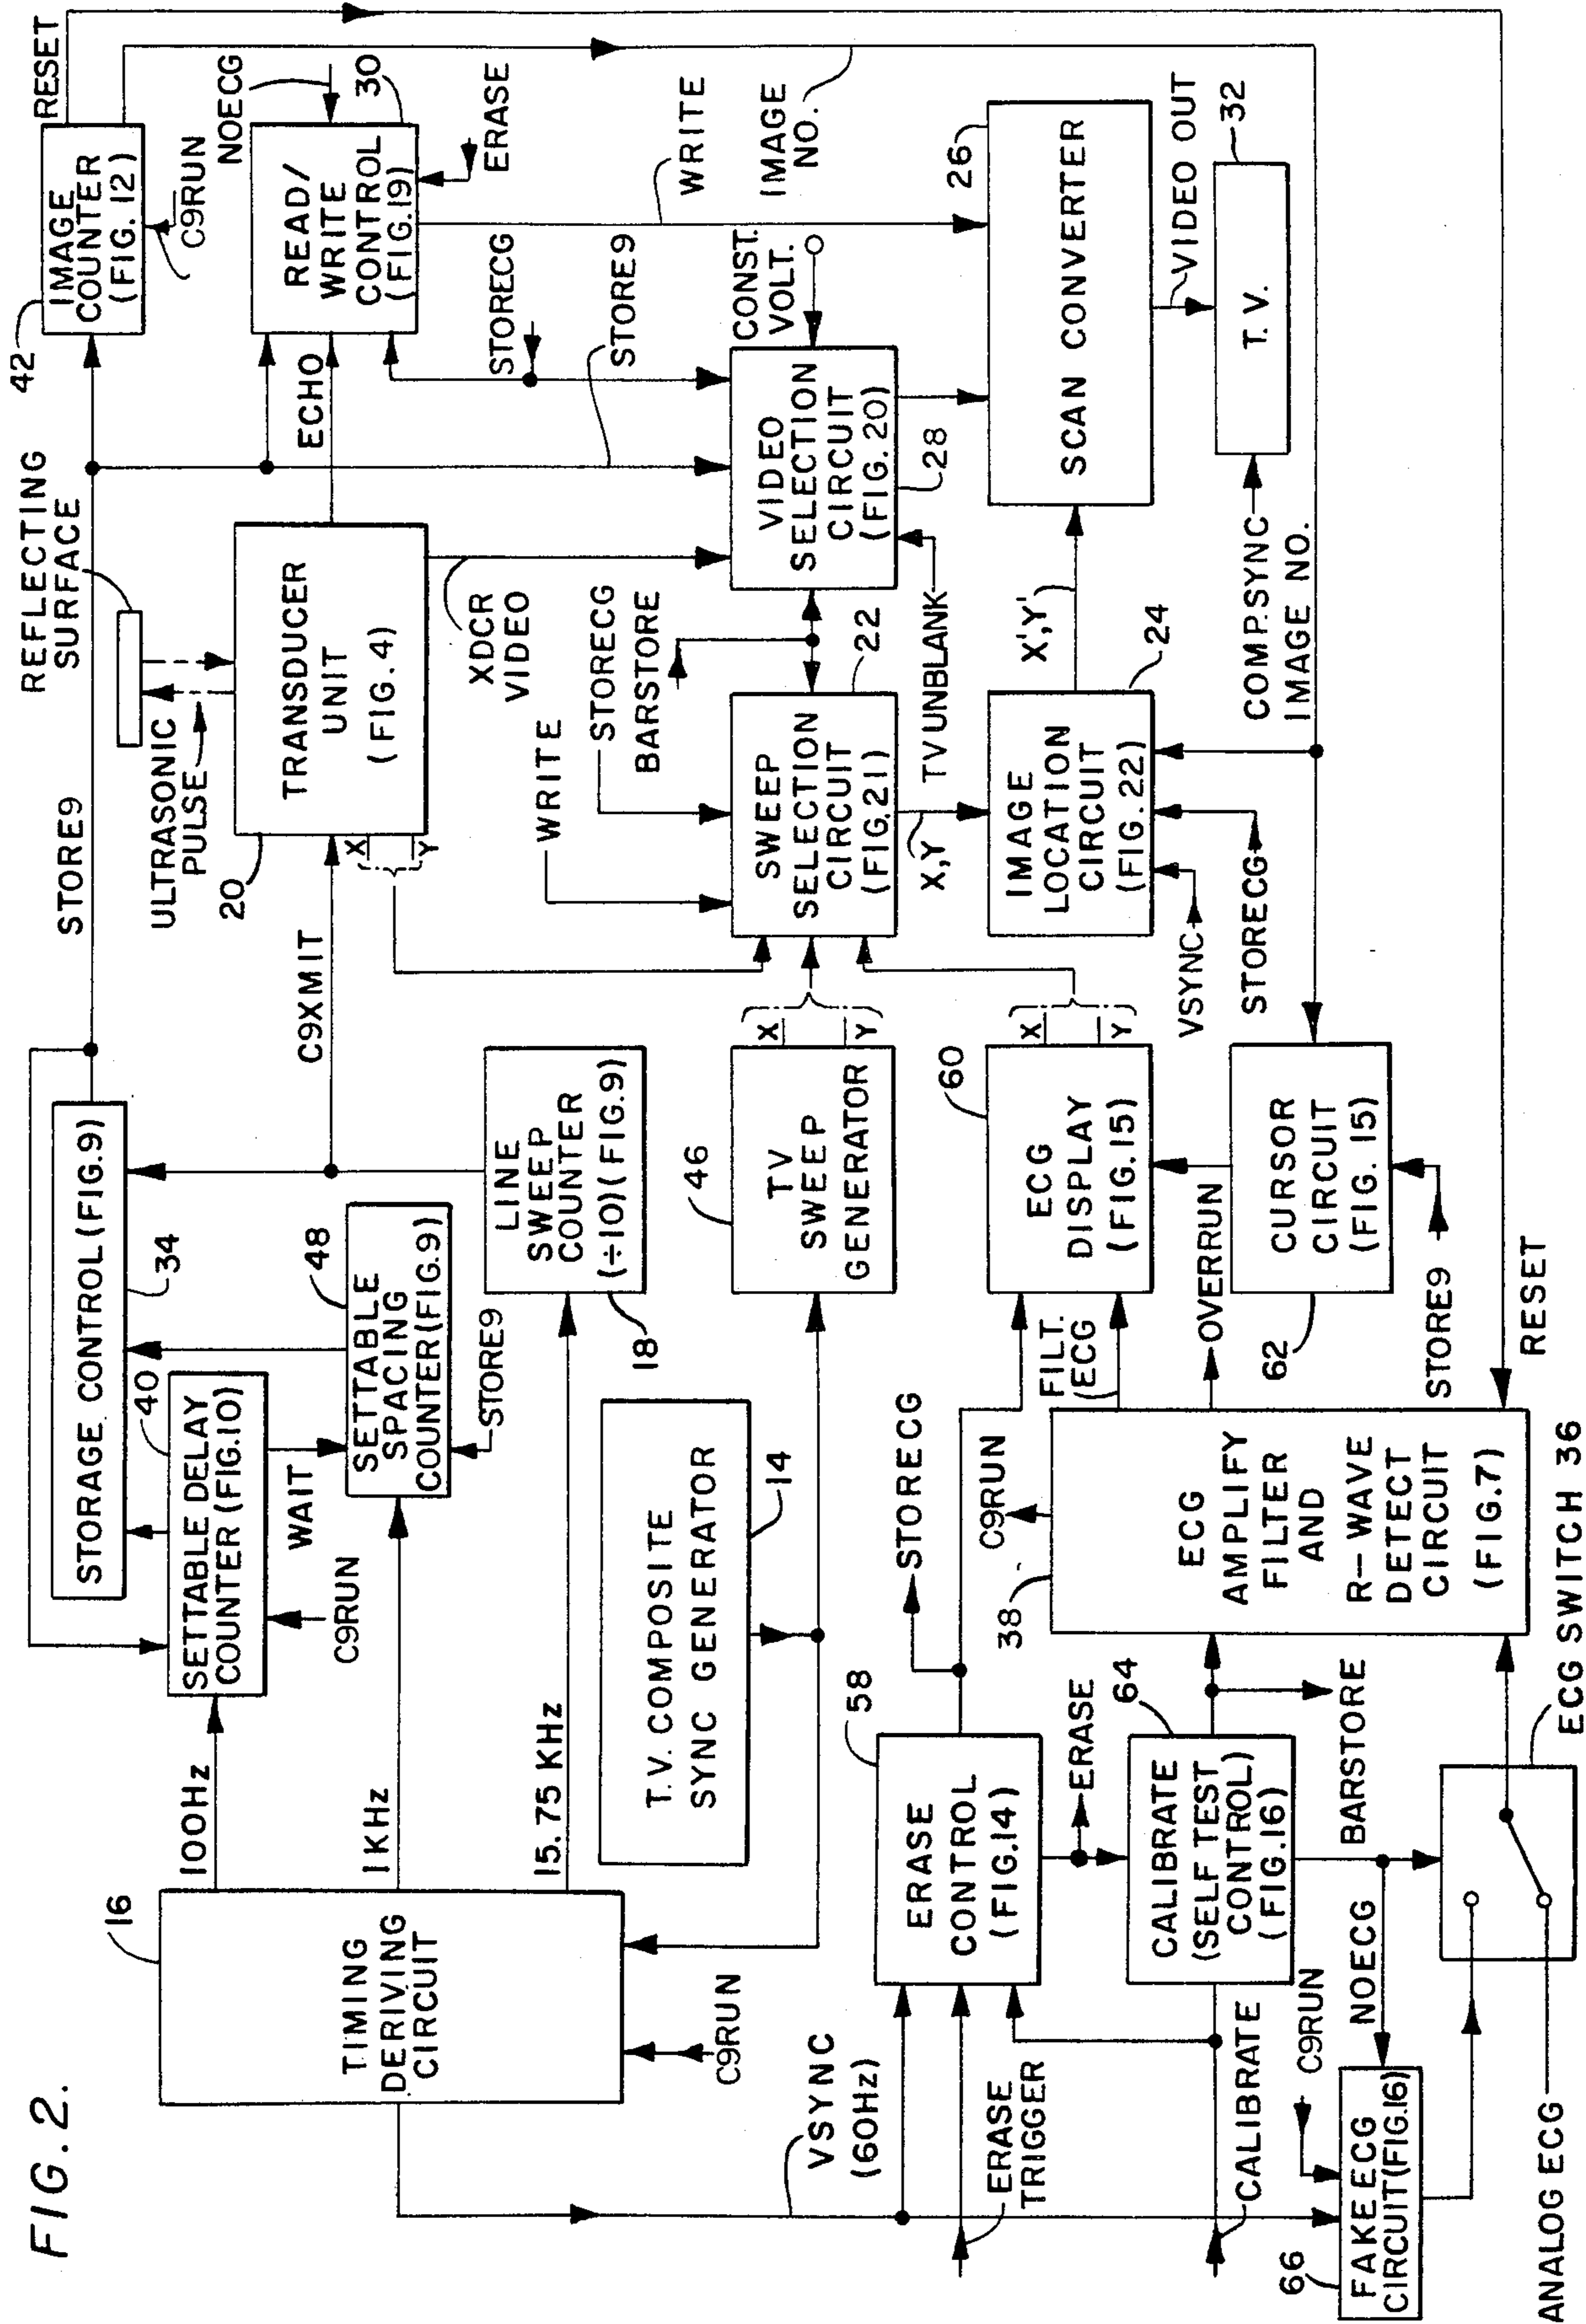 FIG. 2.
16
TIMING
DERIVING
CIRCUIT
C9RUN
100Hz
1KHz
15.75 KHz
VSYNC
(60Hz)
STORAGE CONTROL (FIG.9)
34
40
SETTABLE DELAY
COUNTER (FIG.10)
C9RUN
WAIT
48
SETTABLE
SPACING
COUNTER (FIG.9)
STORE9
LINE
SWEEP
COUNTER
(÷10)(FIG.9)
18
T.V. COMPOSITE
SYNC GENERATOR
14
46
TV
SWEEP
GENERATOR
X
Y
STORE9
C9XMIT
REFLECTING
SURFACE
ULTRASONIC
PULSE
20
TRANSDUCER
UNIT
(FIG. 4)
X
Y
ECHO
XDCR
VIDEO
42
IMAGE
COUNTER
(FIG. 12)
RESET
C9RUN
NOECG
READ/
WRITE
CONTROL
(FIG.19)
30
ERASE
WRITE
IMAGE
NO.
STORECG
STORE9
CONST.
VOLT.
VIDEO
SELECTION
CIRCUIT
(FIG. 20)
28
WRITE
STORECG
BARSTORE
SWEEP
SELECTION
CIRCUIT
(FIG.21)
22
X,Y
TV UNBLANK
IMAGE
LOCATION
CIRCUIT
(FIG. 22)
24
X',Y'
VSYNC
STORECG
26
SCAN CONVERTER
VIDEO OUT
T. V.
32
COMP.SYNC
IMAGE NO.
58
ERASE
CONTROL
(FIG.14)
STORECG
ERASE
ERASE
TRIGGER
64
CALIBRATE
(SELF TEST
CONTROL)
(FIG.16)
CALIBRATE
BARSTORE
NOECG
C9RUN
66
FAKE ECG
CIRCUIT(FIG.16)
ANALOG ECG
ECG SWITCH 36
C9RUN
38
ECG
AMPLIFY
FILTER
AND
R-WAVE
DETECT
CIRCUIT
(FIG.7)
FILT.
ECG
OVERRUN
RESET
60
ECG
DISPLAY
(FIG.15)
X
Y
CURSOR
CIRCUIT
(FIG. 15)
62
STORE9